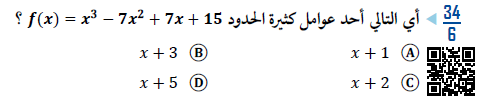 34/6 ◀ أي التالي أحد عوامل كثيرة الحدود f(x) = x³ − 7x² + 7x + 15 ؟
Ⓐ x + 1 Ⓑ x + 3
Ⓒ x + 2 Ⓓ x + 5